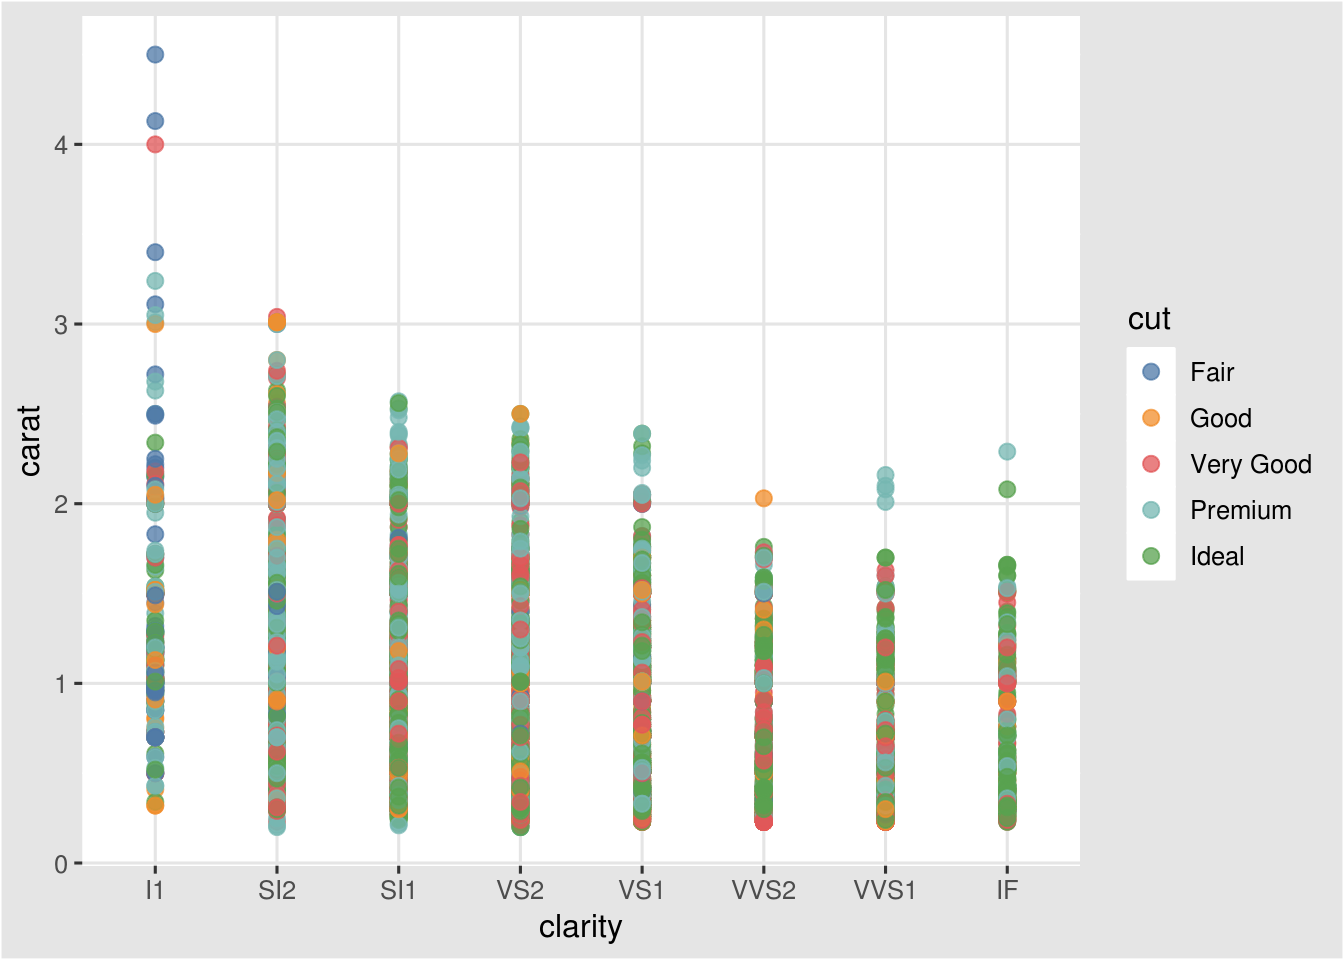 carat
4
3
2
1
0
I1 SI2 SI1 VS2 VS1 VVS2 VVS1 IF
clarity
cut
Fair
Good
Very Good
Premium
Ideal